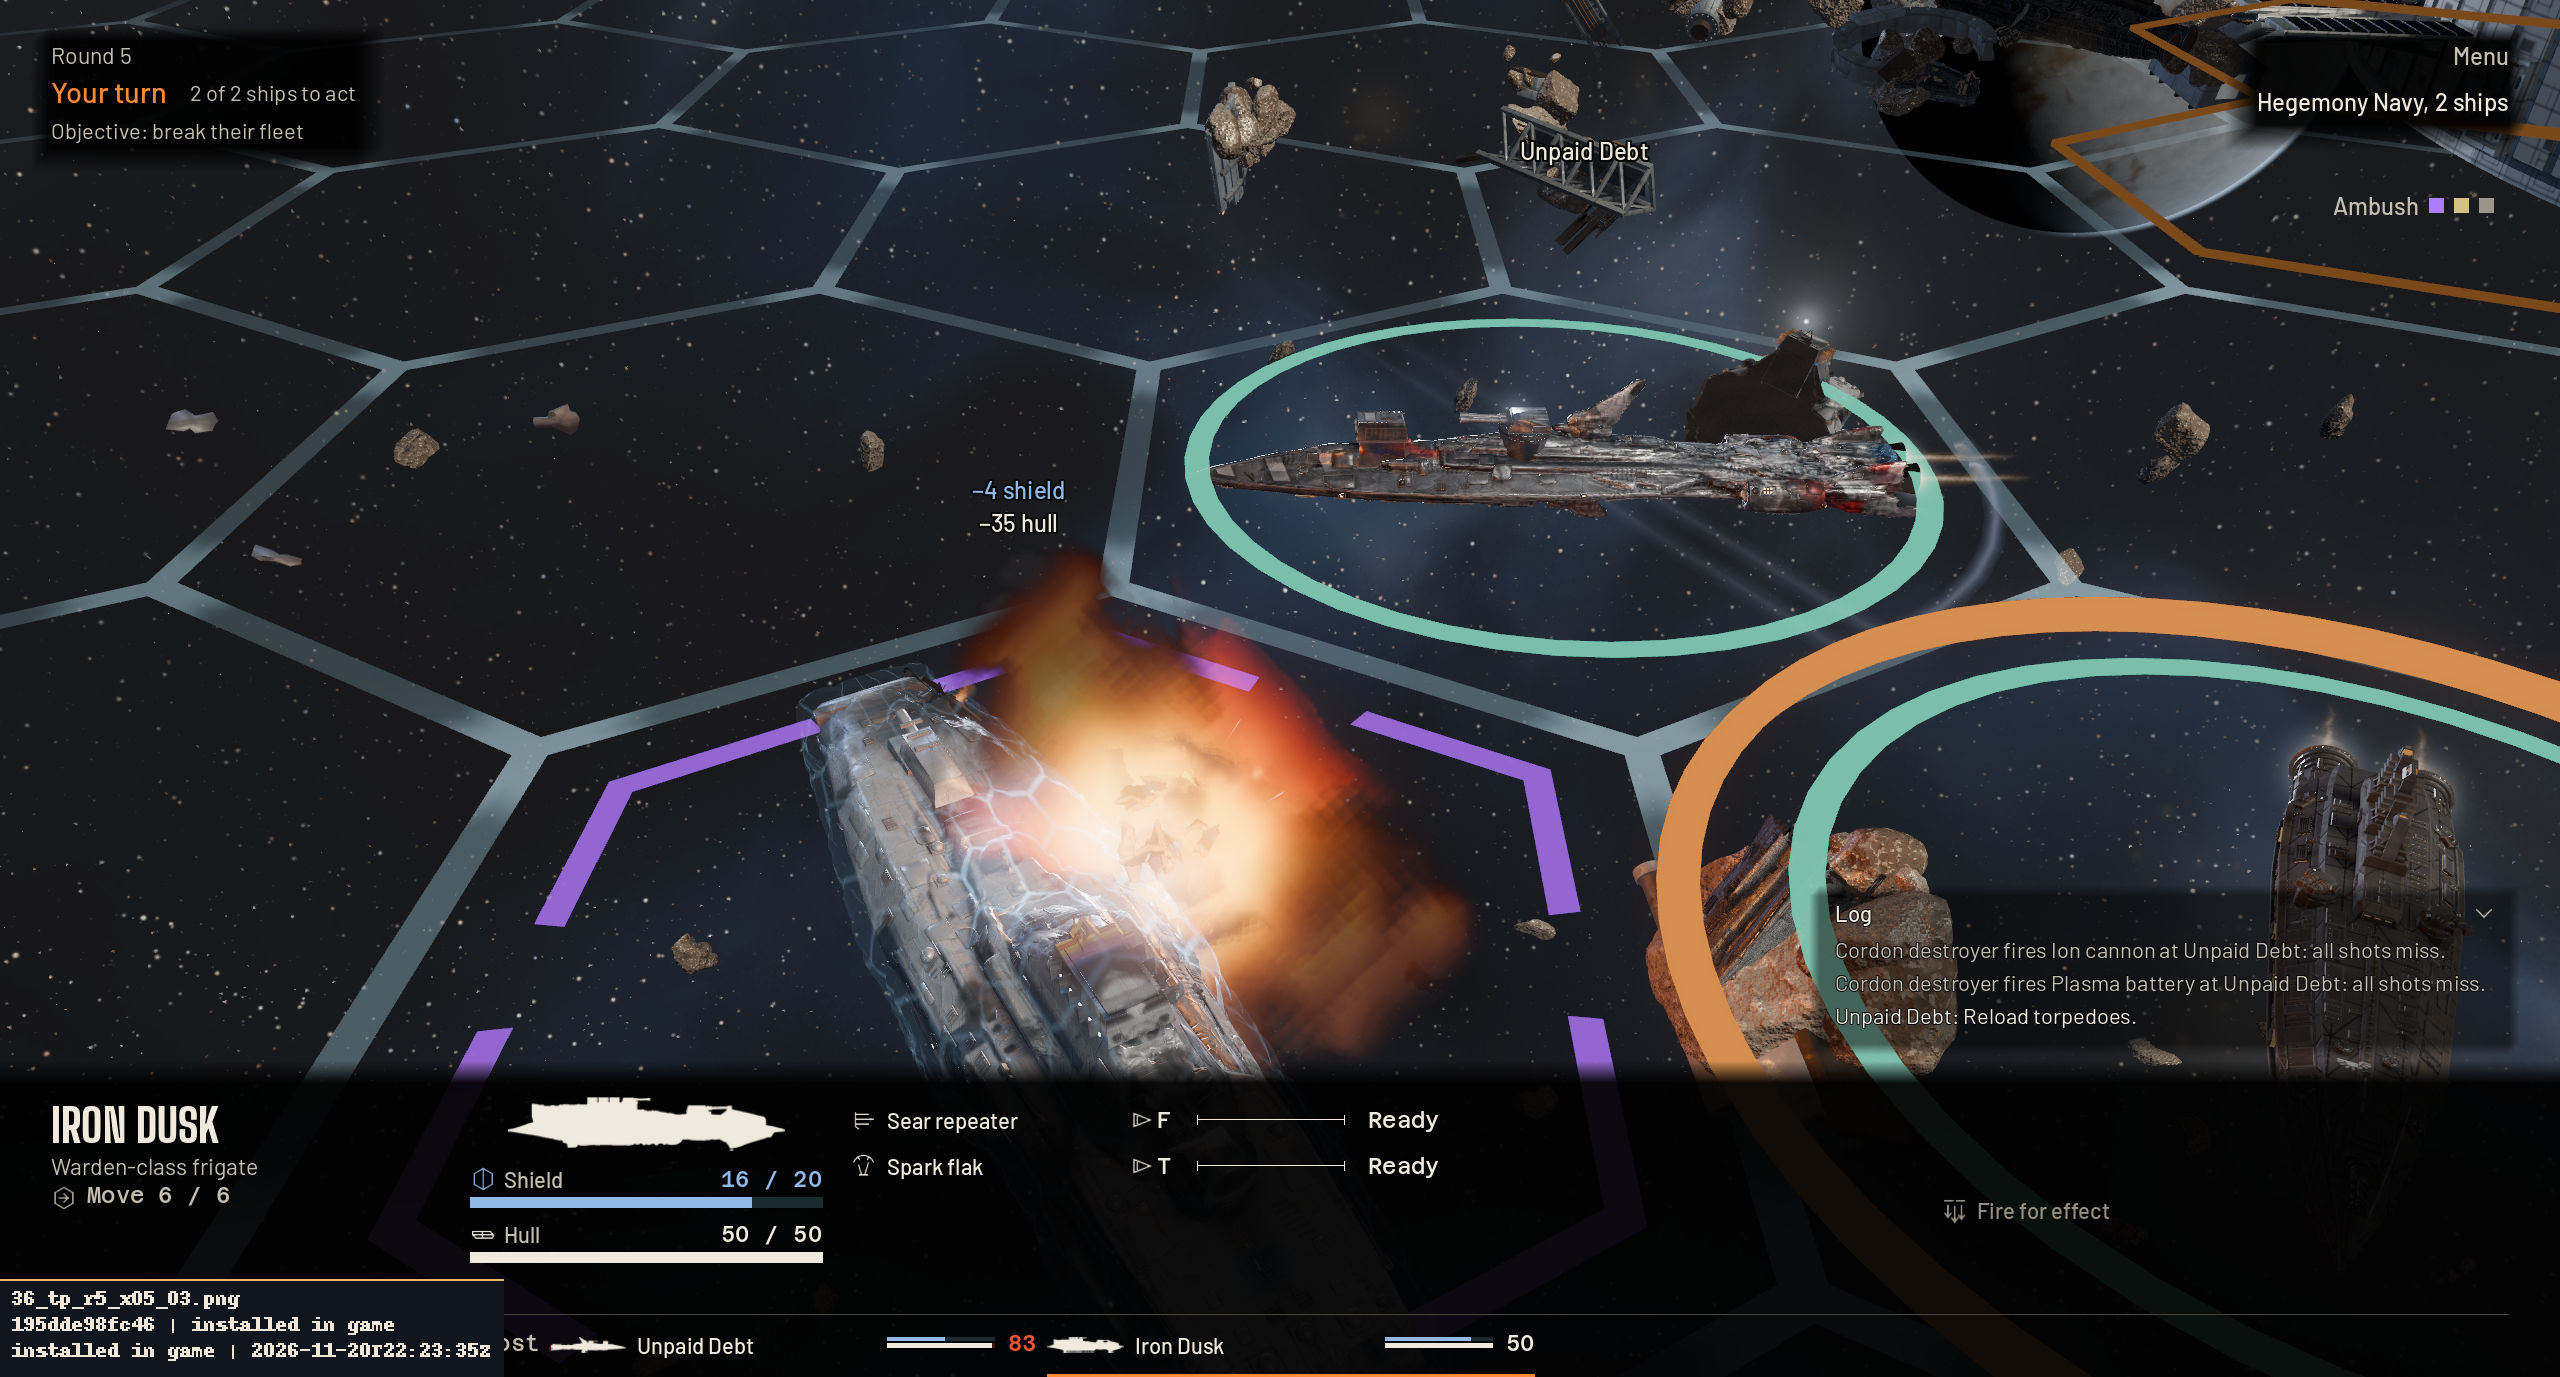 Round 5
Your turn 2 of 2 ships to act
Objective: break their fleet
Menu
Hegemony Navy, 2 ships
Ambush
Unpaid Debt
–4 shield
–35 hull
Log
Cordon destroyer fires Ion cannon at Unpaid Debt: all shots miss.
Cordon destroyer fires Plasma battery at Unpaid Debt: all shots miss.
Unpaid Debt: Reload torpedoes.
IRON DUSK
Warden-class frigate
Move 6 / 6
Shield 16 / 20
Hull 50 / 50
Sear repeater F Ready
Spark flak T Ready
Fire for effect
36_tp_r5_x05_03.png
195dde98fc46 | installed in game
installed in game | 2026-11-20T22:23:35Z
ost Unpaid Debt 83 Iron Dusk 50